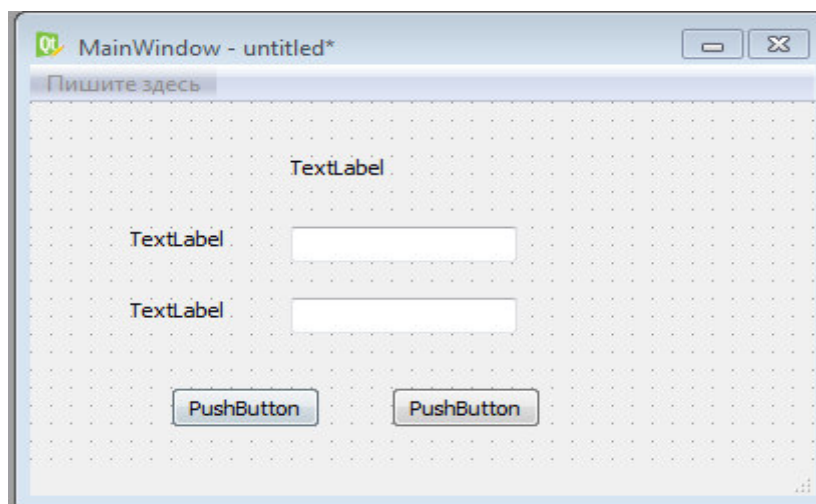 MainWindow - untitled*
Пишите здесь
TextLabel
TextLabel
TextLabel
PushButton PushButton